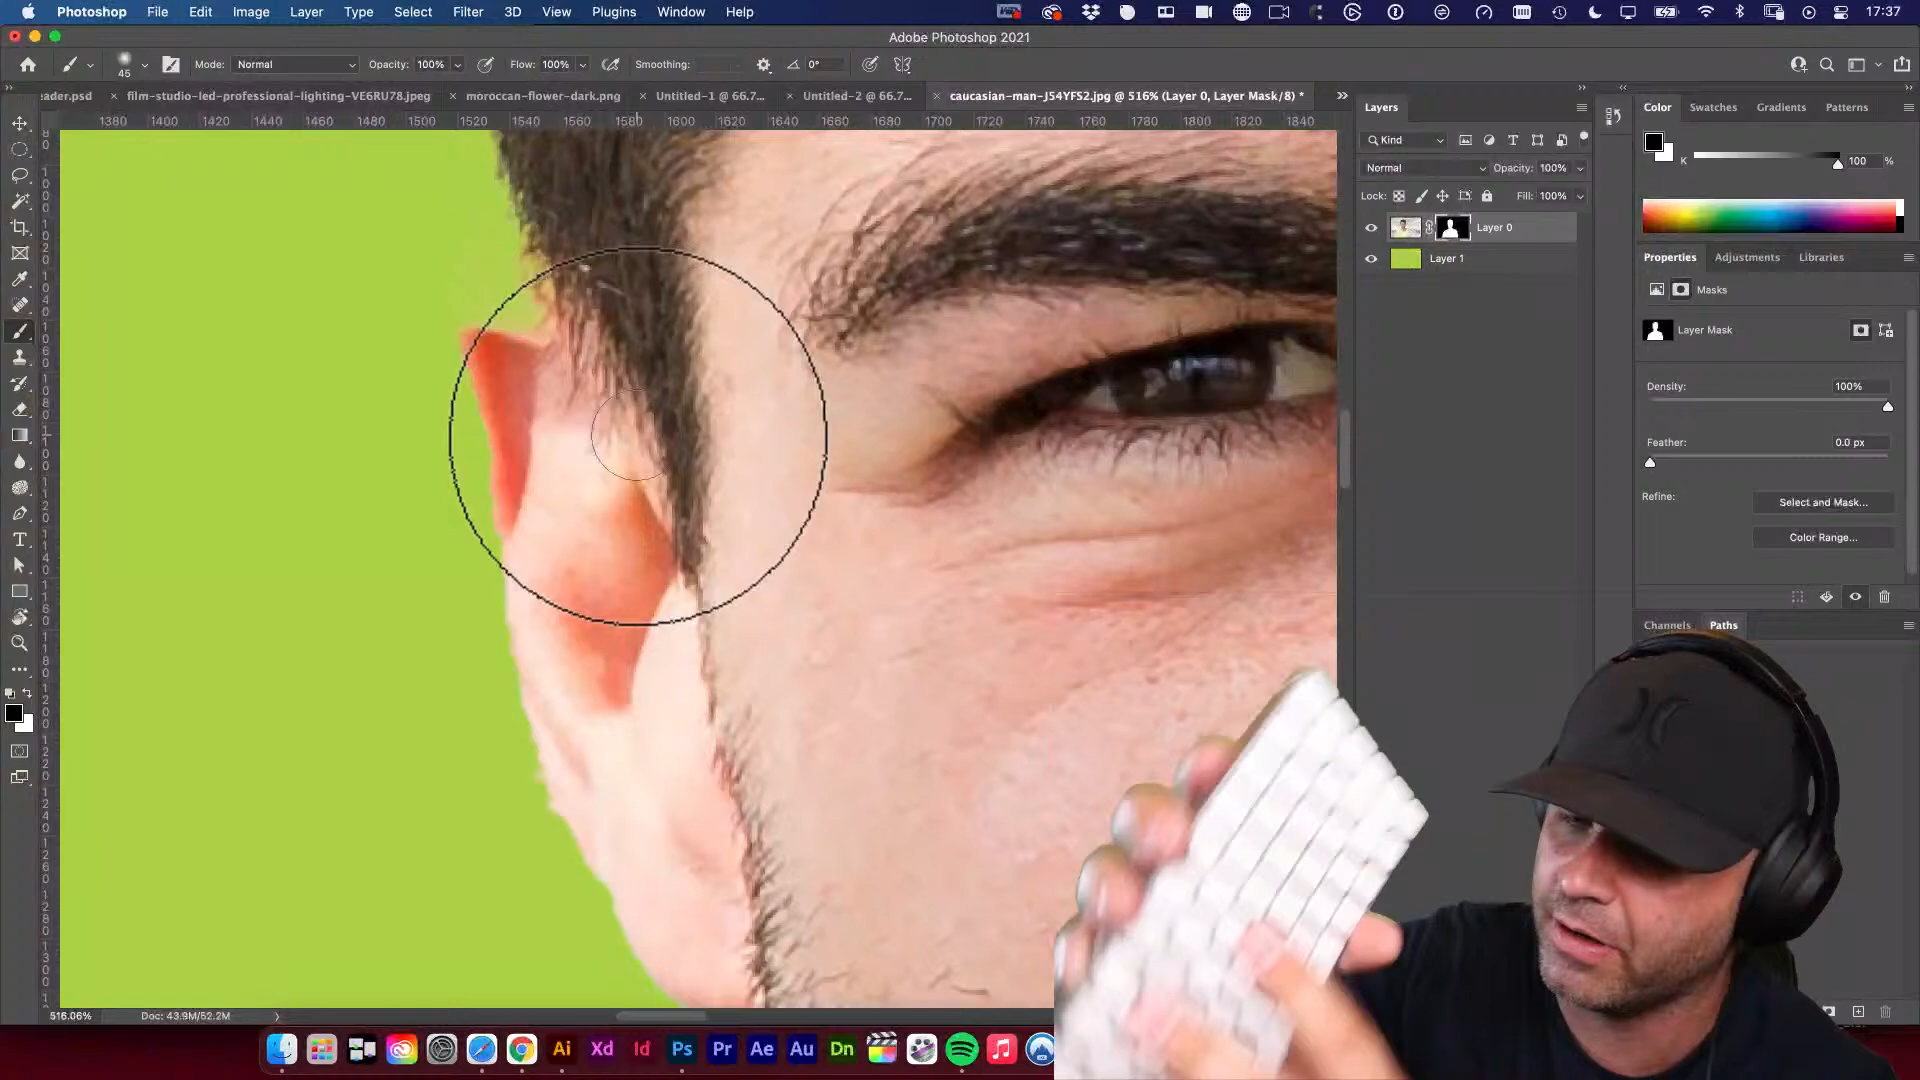 Photoshop File Edit Image Layer Type Select Filter 3D View Plugins Window Help 17:37
Adobe Photoshop 2021
45 Mode: Normal Opacity: 100% Flow: 100% Smoothing: 0°
eader.psd film-studio-led-professional-lighting-VE6RU78.jpeg moroccan-flower-dark.png Untitled-1 @ 66.7... Untitled-2 @ 66.7... caucasian-man-J54YFS2.jpg @ 516% (Layer 0, Layer Mask/8) *
1380 1400 1420 1440 1460 1480 1500 1520 1540 1560 1580 1600 1620 1640 1660 1680 1700 1720 1740 1760 1780 1800 1820 1840
Layers
Kind
Normal Opacity: 100%
Lock: Fill: 100%
Layer 0
Layer 1
Color Swatches Gradients Patterns
K 100 %
Properties Adjustments Libraries
Masks
Layer Mask
Density: 100%
Feather: 0.0 px
Refine: Select and Mask...
Color Range...
Channels Paths
516.06% Doc: 43.9M/52.2M
Ai Xd Id Ps Pr Ae Au Dn